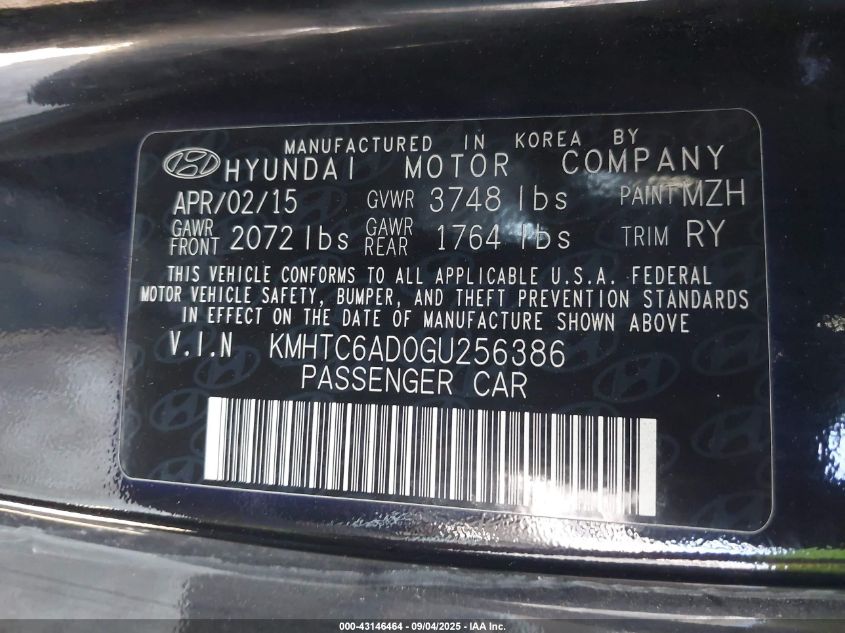 MANUFACTURED IN KOREA BY
HYUNDAI MOTOR COMPANY
APR/02/15 GVWR 3748 lbs PAINT MZH
GAWR FRONT 2072 lbs GAWR REAR 1764 lbs TRIM RY
THIS VEHICLE CONFORMS TO ALL APPLICABLE U.S.A. FEDERAL
MOTOR VEHICLE SAFETY, BUMPER, AND THEFT PREVENTION STANDARDS
IN EFFECT ON THE DATE OF MANUFACTURE SHOWN ABOVE
V.I.N KMHTC6AD0GU256386
PASSENGER CAR
000-43146464 - 09/04/2025 - IAA Inc.